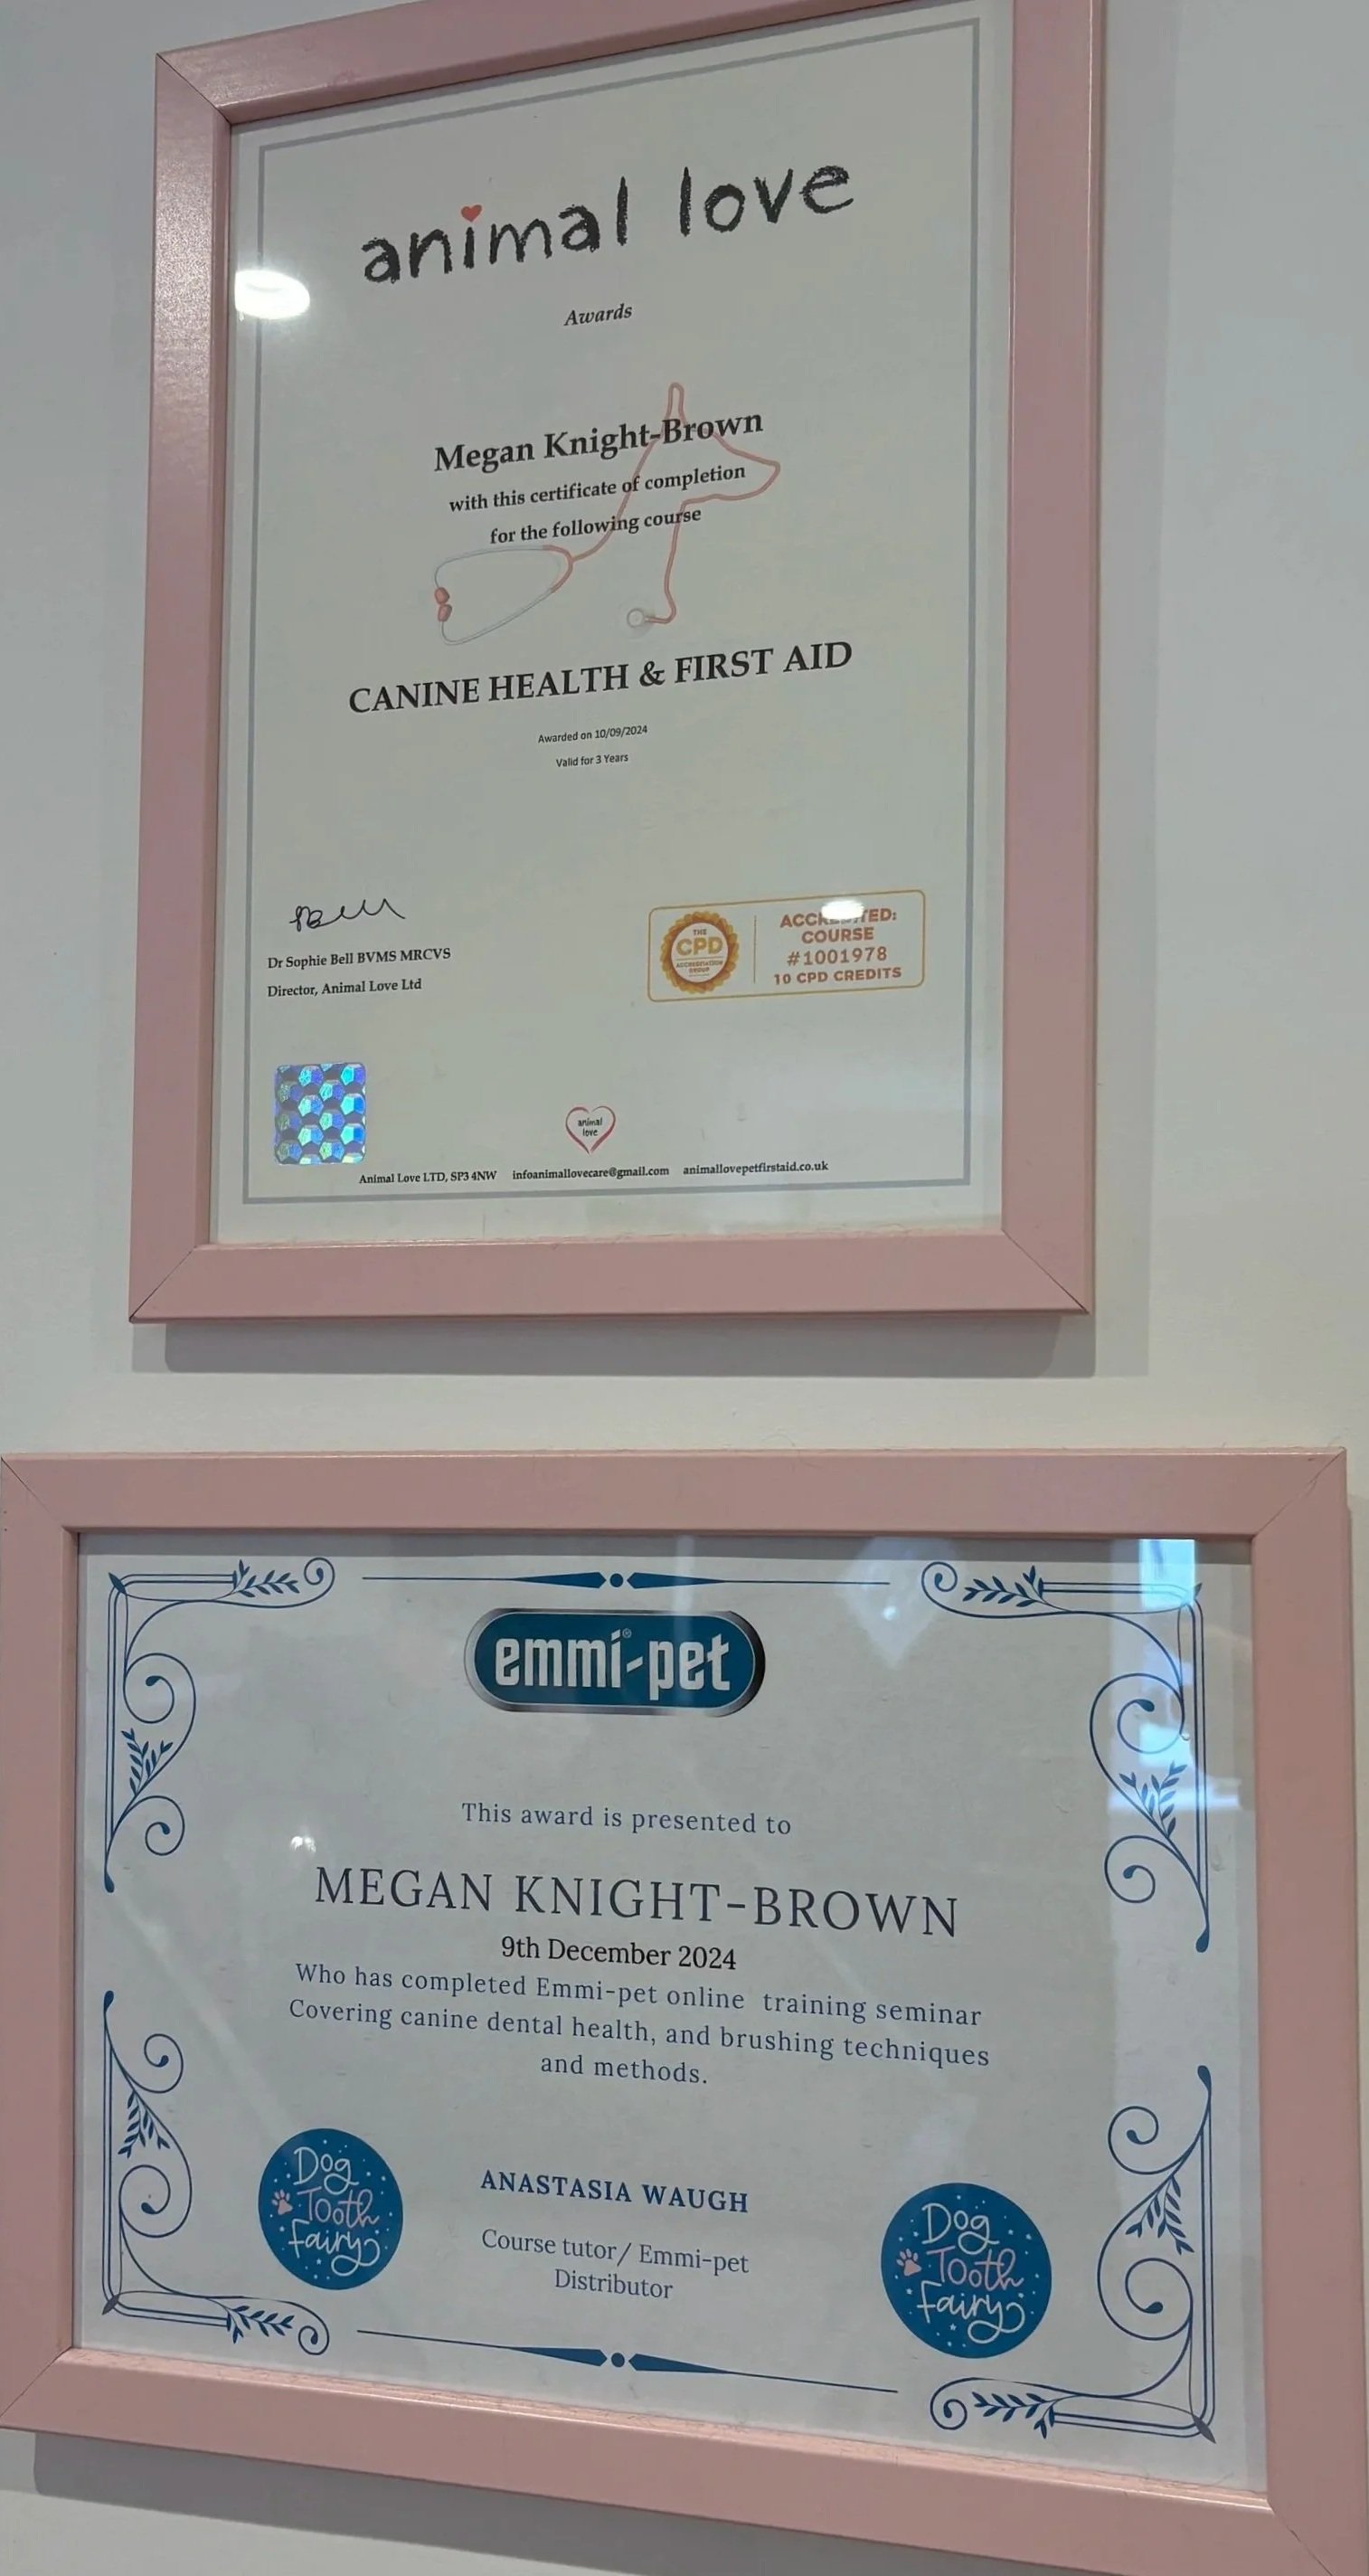 animal love
Awards
Megan Knight-Brown
with this certificate of completion
for the following course
CANINE HEALTH & FIRST AID
Awarded on 10/09/2024
Valid for 3 Years
Dr Sophie Bell BVMS MRCVS
Director, Animal Love Ltd
THE
CPD
ACCREDITATION
GROUP
ACCREDITED:
COURSE
#1001978
10 CPD CREDITS
animal
love
Animal Love LTD, SP3 4NW infoanimallovecare@gmail.com animallovepetfirstaid.co.uk
emmi®-pet
This award is presented to
MEGAN KNIGHT-BROWN
9th December 2024
Who has completed Emmi-pet online training seminar
Covering canine dental health, and brushing techniques
and methods.
Dog
Tooth
Fairy
ANASTASIA WAUGH
Course tutor/ Emmi-pet
Distributor
Dog
Tooth
Fairy